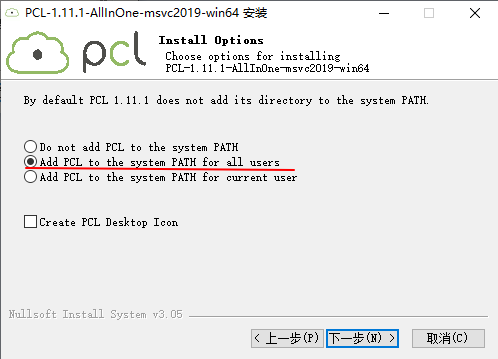 PCL-1.11.1-AllInOne-msvc2019-win64 安装
pcl
Install Options
Choose options for installing
PCL-1.11.1-AllInOne-msvc2019-win64
By default PCL 1.11.1 does not add its directory to the system PATH.
Do not add PCL to the system PATH
Add PCL to the system PATH for all users
Add PCL to the system PATH for current user
Create PCL Desktop Icon
Nullsoft Install System v3.05
< 上一步(P) 下一步(N) > 取消(C)